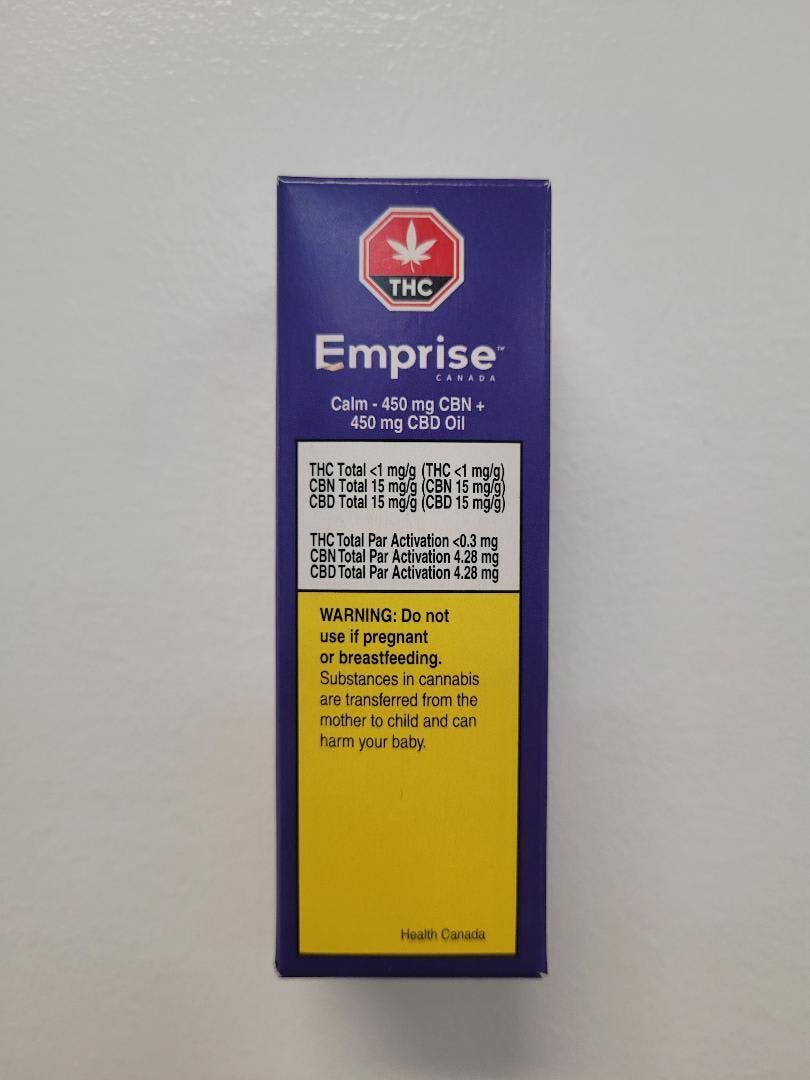 THC
Emprise™
CANADA
Calm - 450 mg CBN +
450 mg CBD Oil
THC Total <1 mg/g (THC <1 mg/g)
CBN Total 15 mg/g (CBN 15 mg/g)
CBD Total 15 mg/g (CBD 15 mg/g)
THC Total Par Activation <0.3 mg
CBN Total Par Activation 4.28 mg
CBD Total Par Activation 4.28 mg
WARNING: Do not
use if pregnant
or breastfeeding.
Substances in cannabis
are transferred from the
mother to child and can
harm your baby.
Health Canada